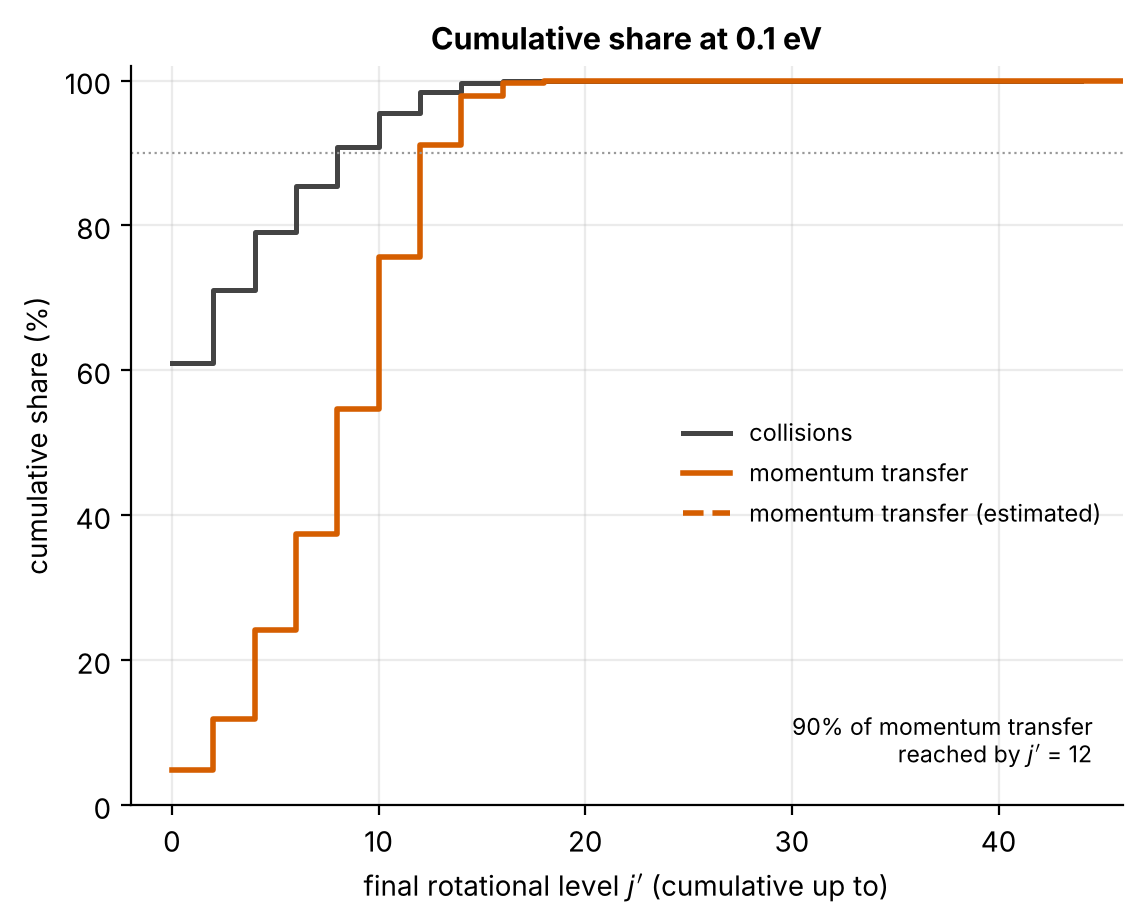 Cumulative share at 0.1 eV
cumulative share (%)
100
80
60
40
20
0
collisions
momentum transfer
momentum transfer (estimated)
90% of momentum transfer
reached by j′ = 12
0 10 20 30 40
final rotational level j′ (cumulative up to)